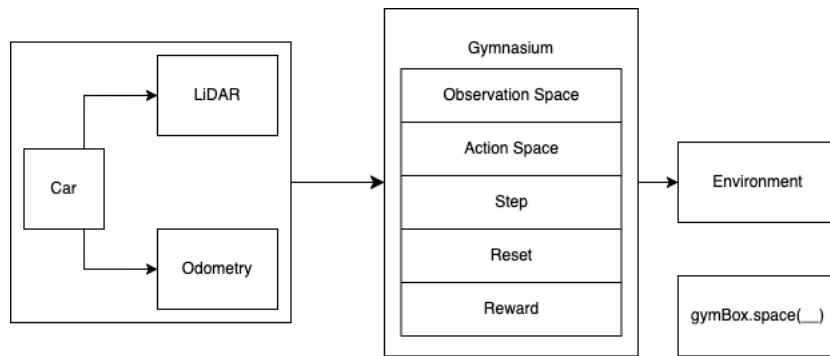 Car
LiDAR
Odometry
Gymnasium
Observation Space
Action Space
Step
Reset
Reward
Environment
gymBox.space(__)